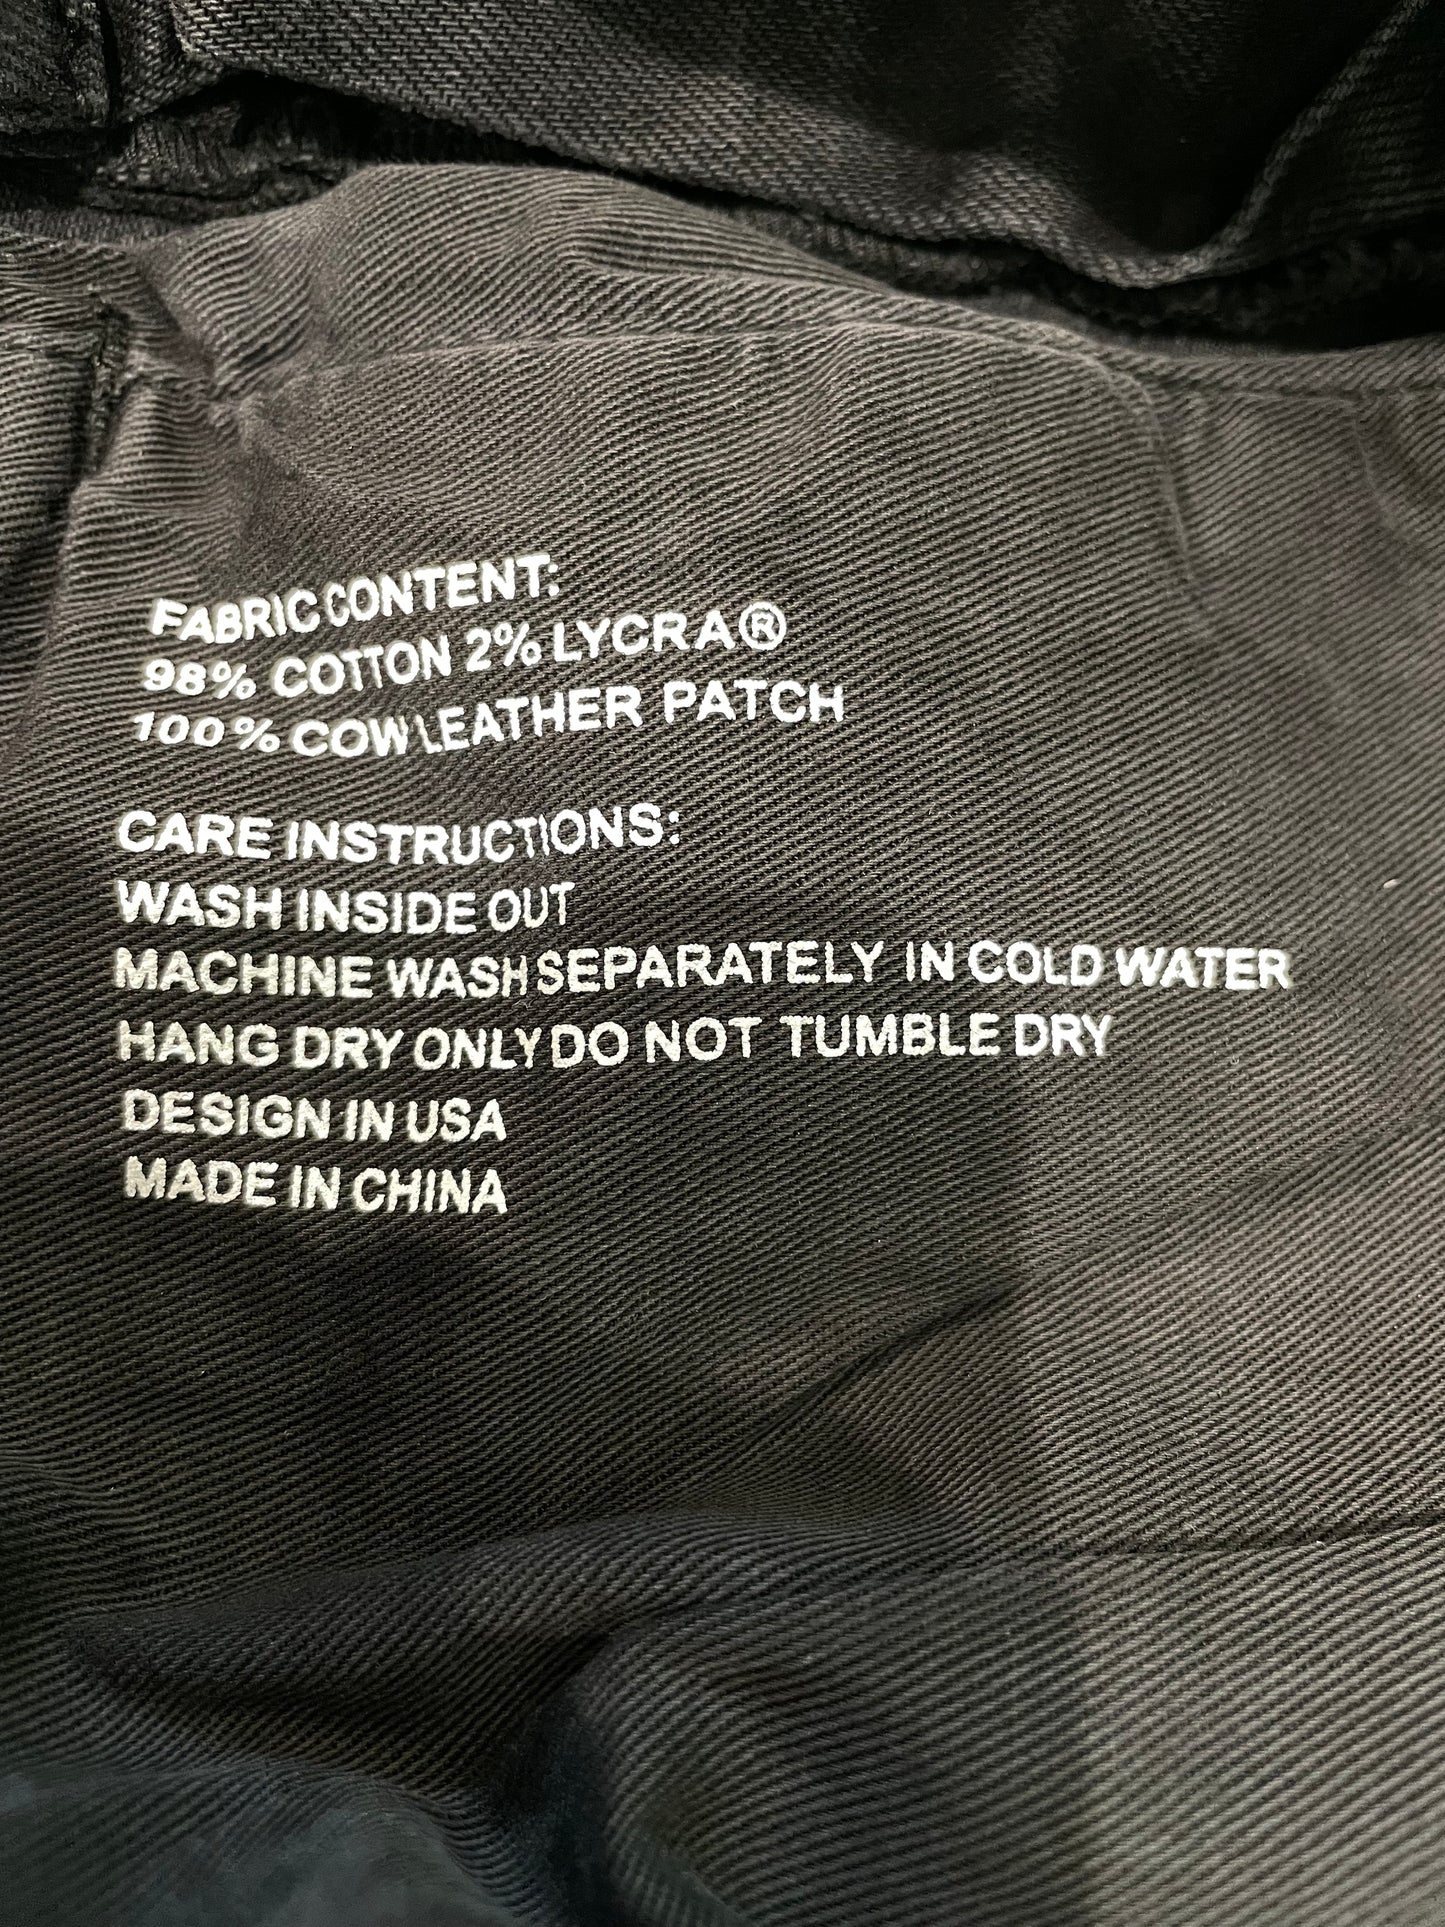 FABRIC CONTENT:
98% COTTON 2% LYCRA®
100% COW LEATHER PATCH
CARE INSTRUCTIONS:
WASH INSIDE OUT
MACHINE WASH SEPARATELY IN COLD WATER
HANG DRY ONLY DO NOT TUMBLE DRY
DESIGN IN USA
MADE IN CHINA